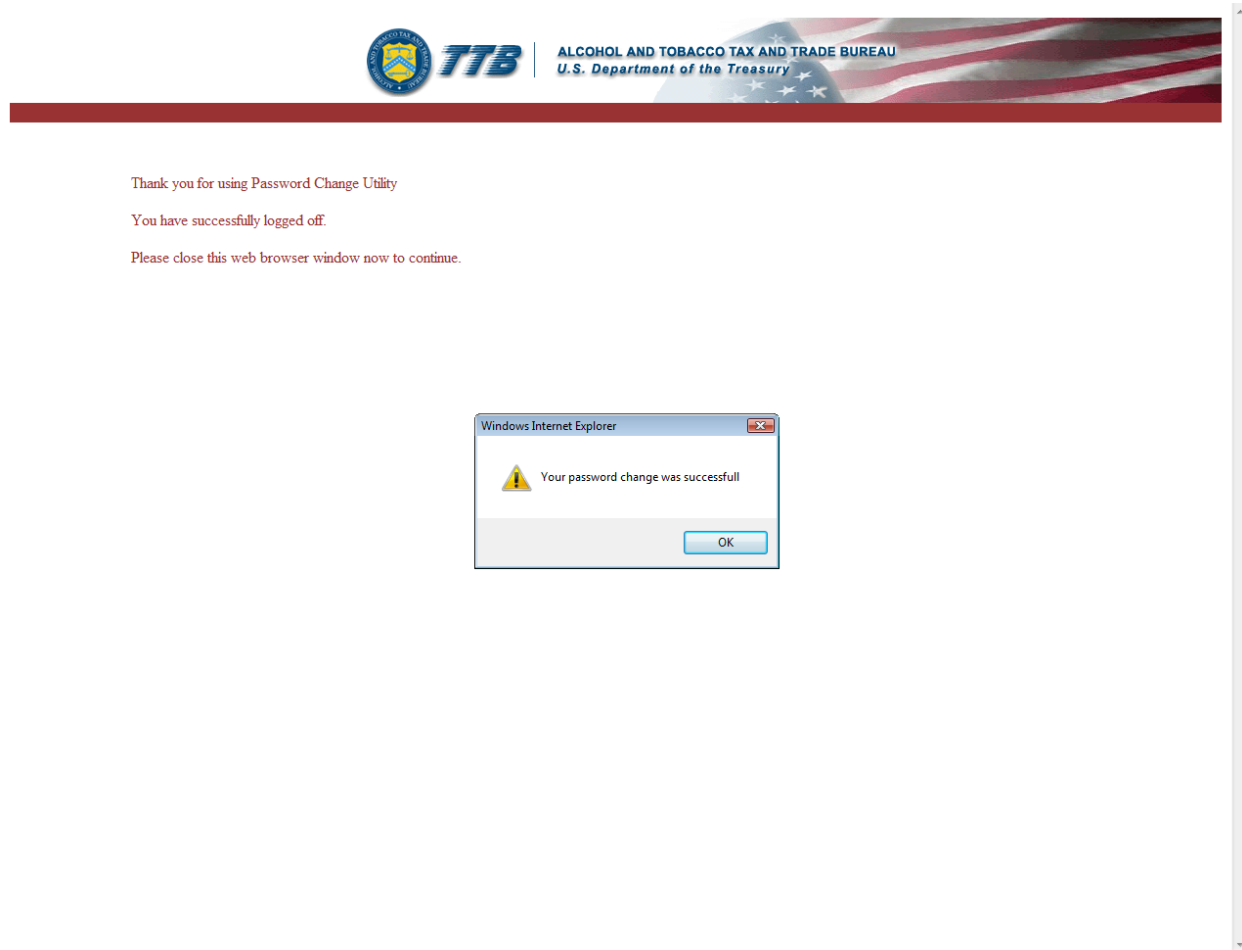 TTB
ALCOHOL AND TOBACCO TAX AND TRADE BUREAU
U.S. Department of the Treasury
Thank you for using Password Change Utility
You have successfully logged off.
Please close this web browser window now to continue.
Windows Internet Explorer
Your password change was successfull
OK